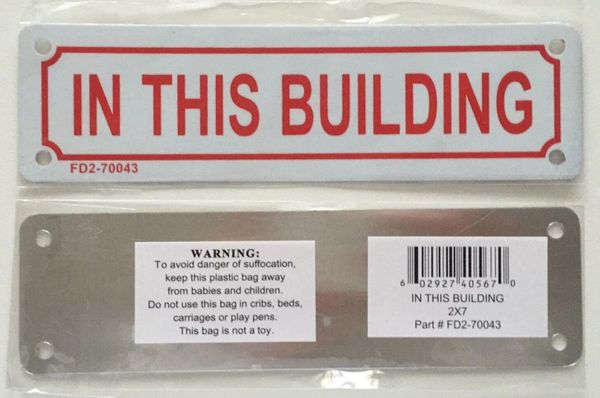 IN THIS BUILDING
FD2-70043
WARNING:
To avoid danger of suffocation,
keep this plastic bag away
from babies and children.
Do not use this bag in cribs, beds,
carriages or play pens.
This bag is not a toy.
6 02927 40567 0
IN THIS BUILDING
2X7
Part # FD2-70043